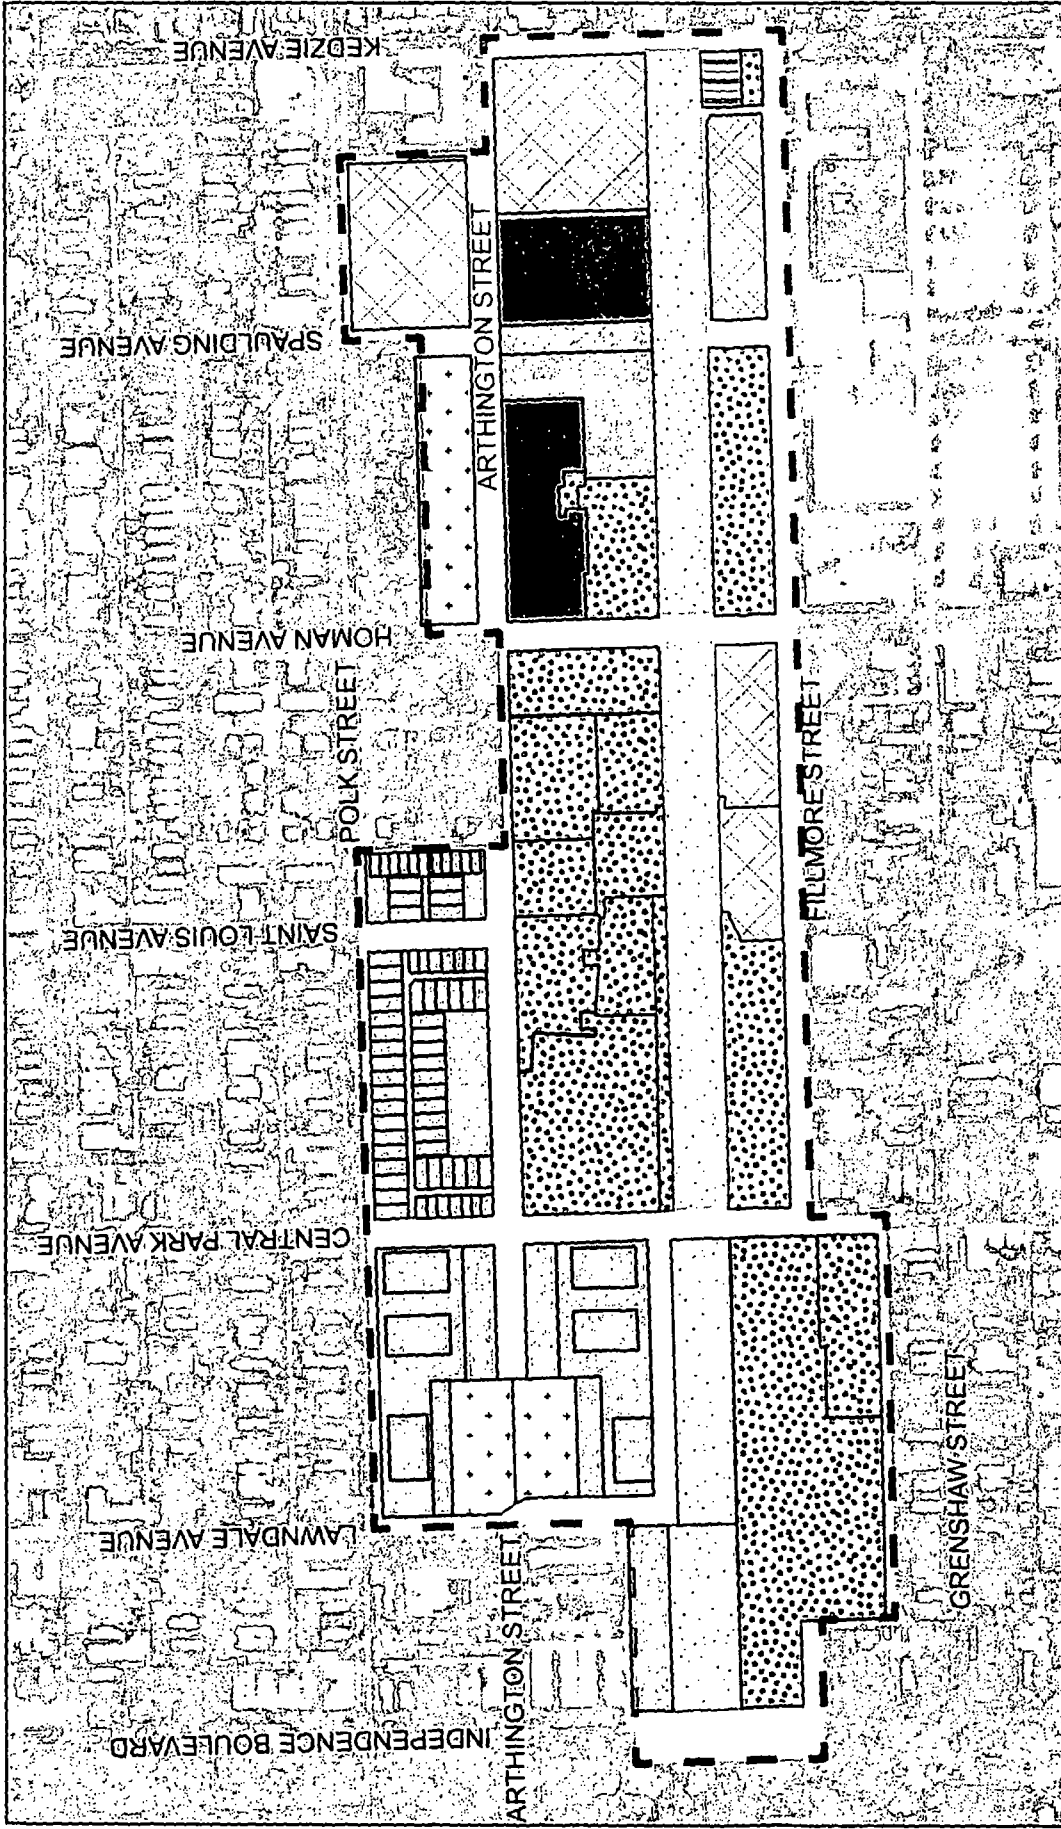 KEDZIE AVENUE
SPAULDING AVENUE
ARTHINGTON STREET
HOMAN AVENUE
POLK STREET
FILLMORE STREET
SAINT LOUIS AVENUE
CENTRAL PARK AVENUE
LAWNDALE AVENUE
ARTHINGTON STREET
GRENSHAW STREET
INDEPENDENCE BOULEVARD